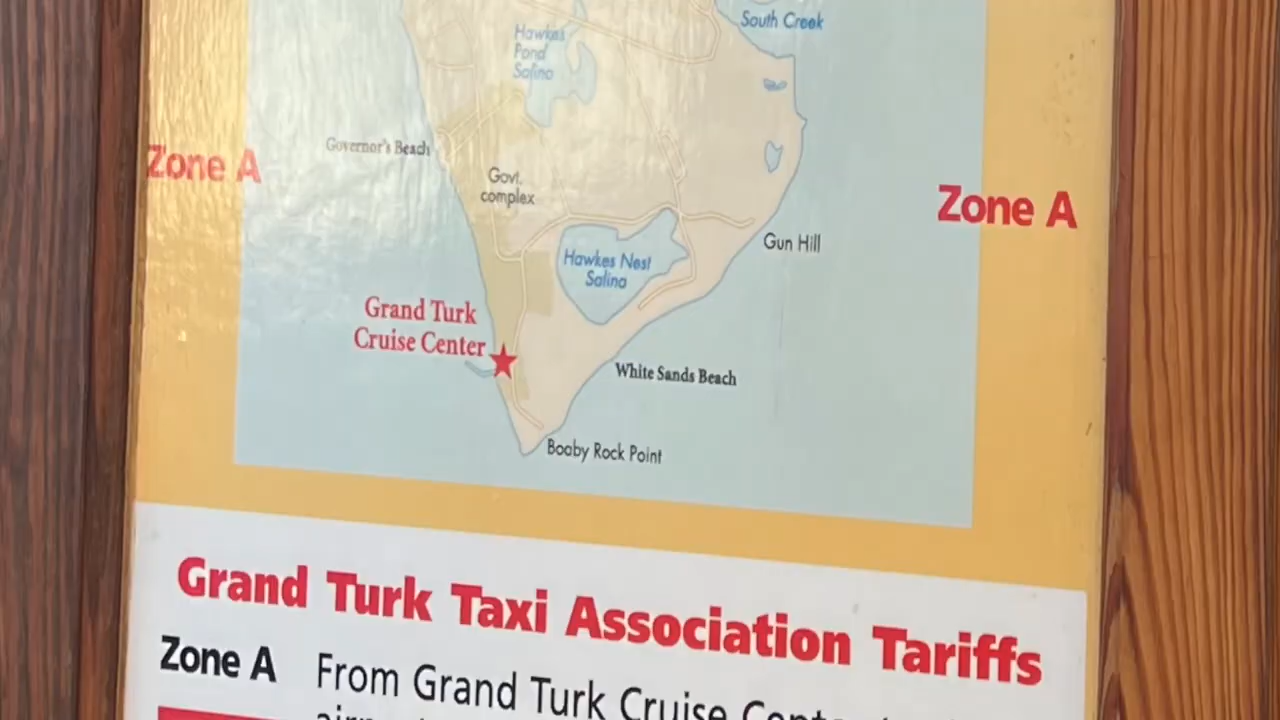 South Creek
Hawkes
Pond
Salina
Governor's Beach
Zone A
Govt.
complex
Zone A
Gun Hill
Hawkes Nest
Salina
Grand Turk
Cruise Center
White Sands Beach
Booby Rock Point
Grand Turk Taxi Association Tariffs
Zone A From Grand Turk Cruise